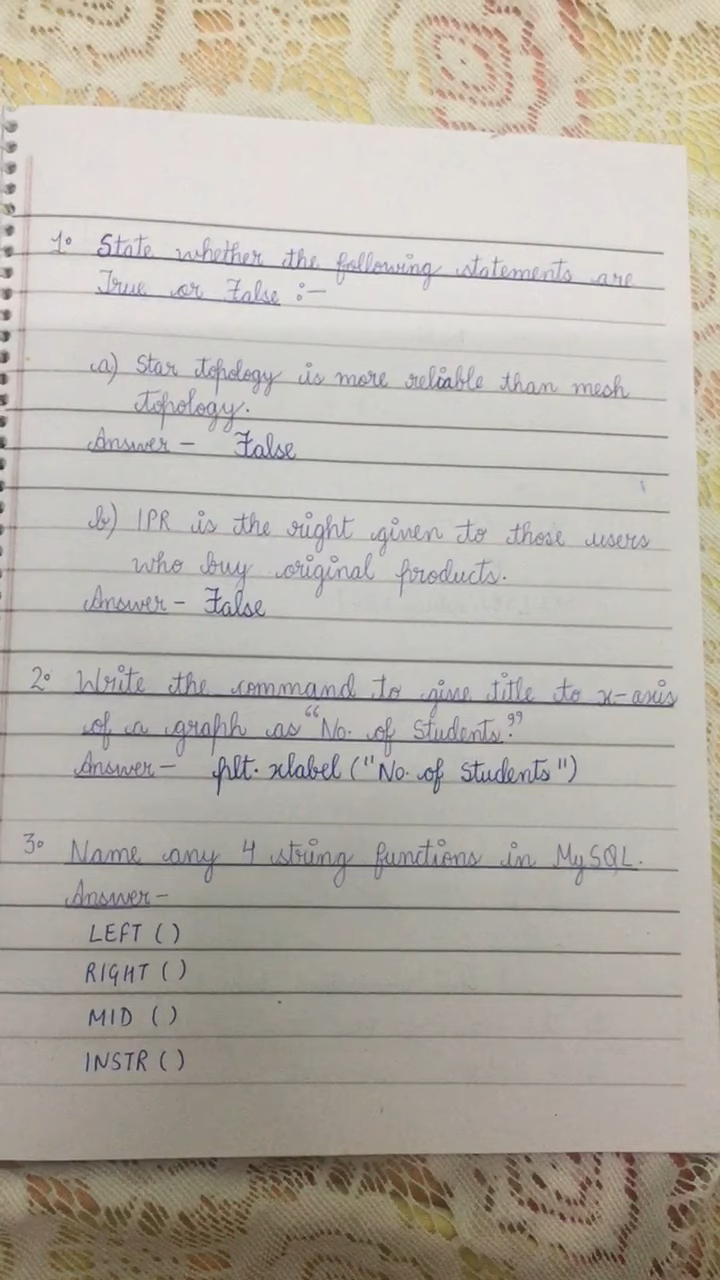 1. State whether the following statements are
True or False :-
a) Star topology is more reliable than mesh
topology.
Answer - False
b) IPR is the right given to those users
who buy original products.
Answer - False
2. Write the command to give title to x-axis
of a graph as "No. of Students".
Answer - plt.xlabel ("No. of Students")
3. Name any 4 string functions in MySQL.
Answer -
LEFT ()
RIGHT ()
MID ()
INSTR ()